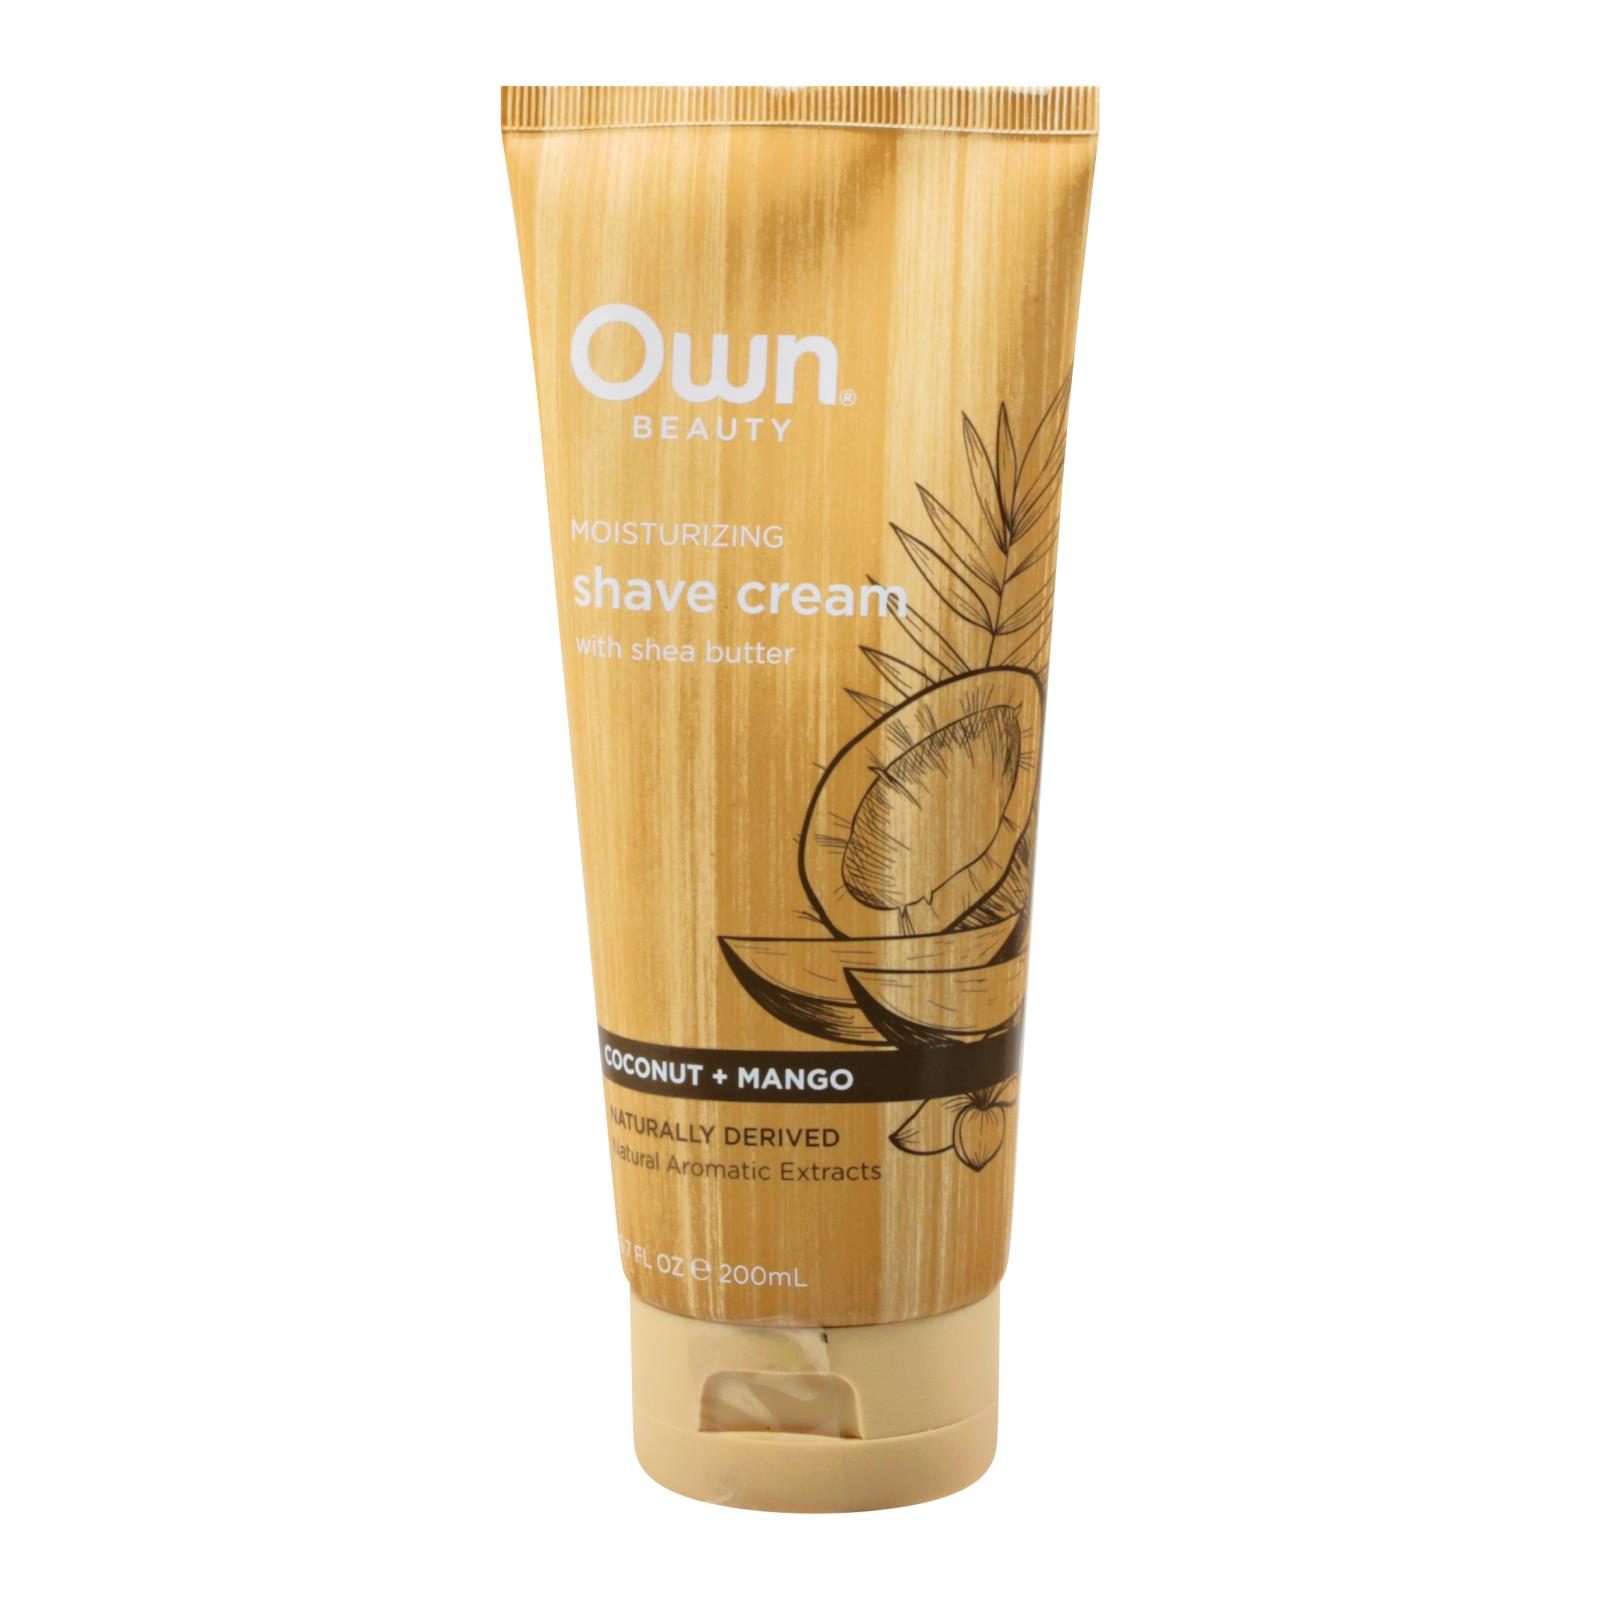 Own®
BEAUTY
MOISTURIZING
shave cream
with shea butter
COCONUT + MANGO
NATURALLY DERIVED
Natural Aromatic Extracts
FL OZ ℮ 200mL